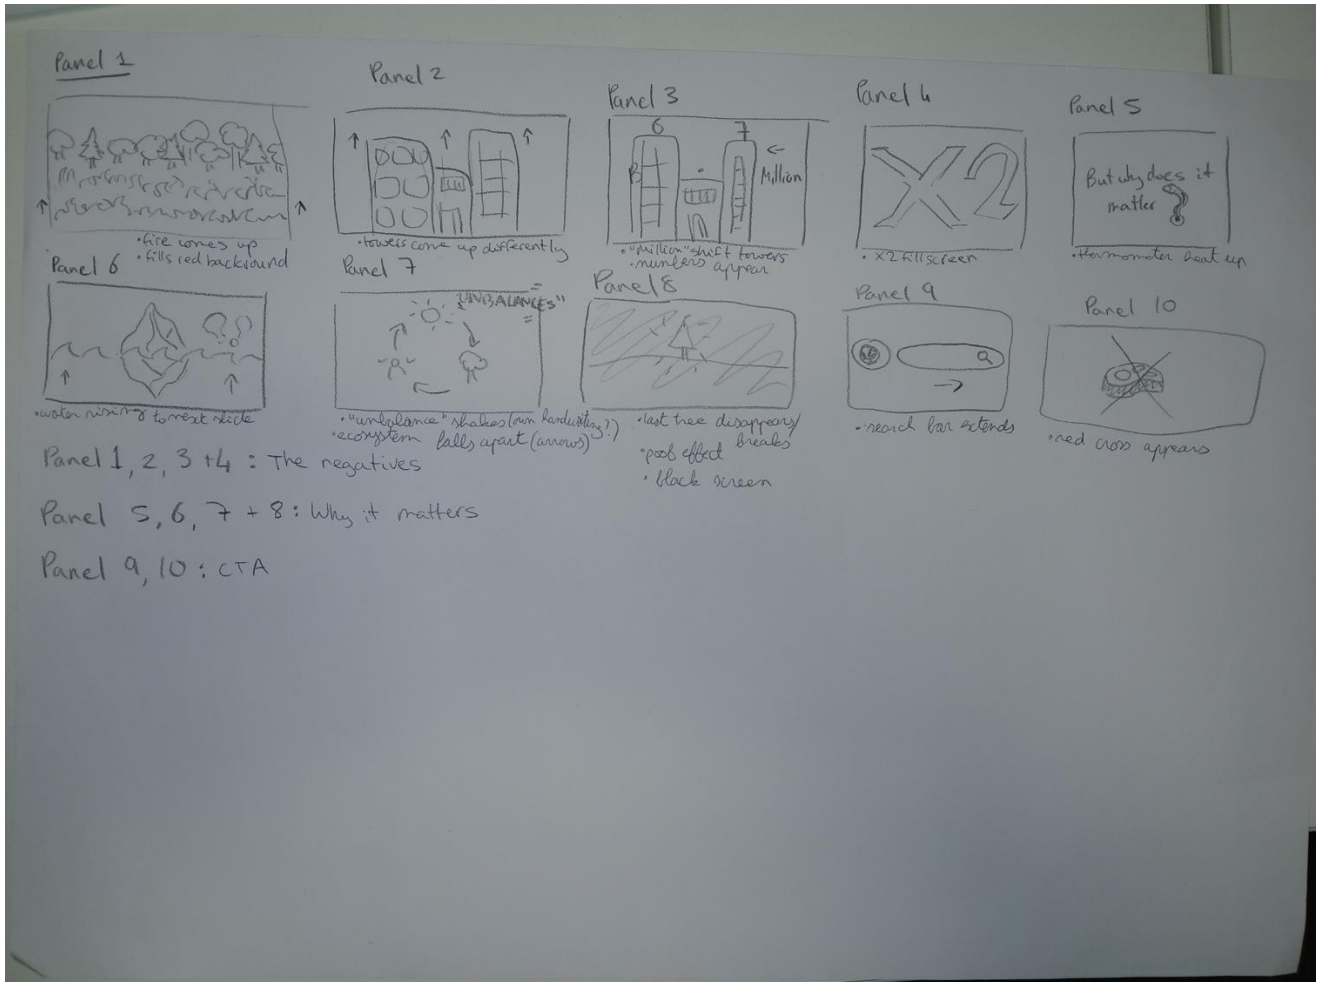 Panel 1
• fire comes up
• fills red background
Panel 2
• towers come up differently
Panel 3
6 7
B
Million
• "million" shift towers
• numbers appear
Panel 4
X2
• X2 fill screen
Panel 5
But why does it
matter
• thermometer heat up
Panel 6
??
• water rising to next slide
Panel 7
"UNBALANCES"
• "unbalance" shakes (own handwriting?)
• ecosystem falls apart (arrows)
Panel 8
• last tree disappears/
breaks
• poof effect
• black screen
Panel 9
• search bar extends
Panel 10
• red cross appears
Panel 1, 2, 3 + 4 : The negatives
Panel 5, 6, 7 + 8 : Why it matters
Panel 9, 10 : CTA